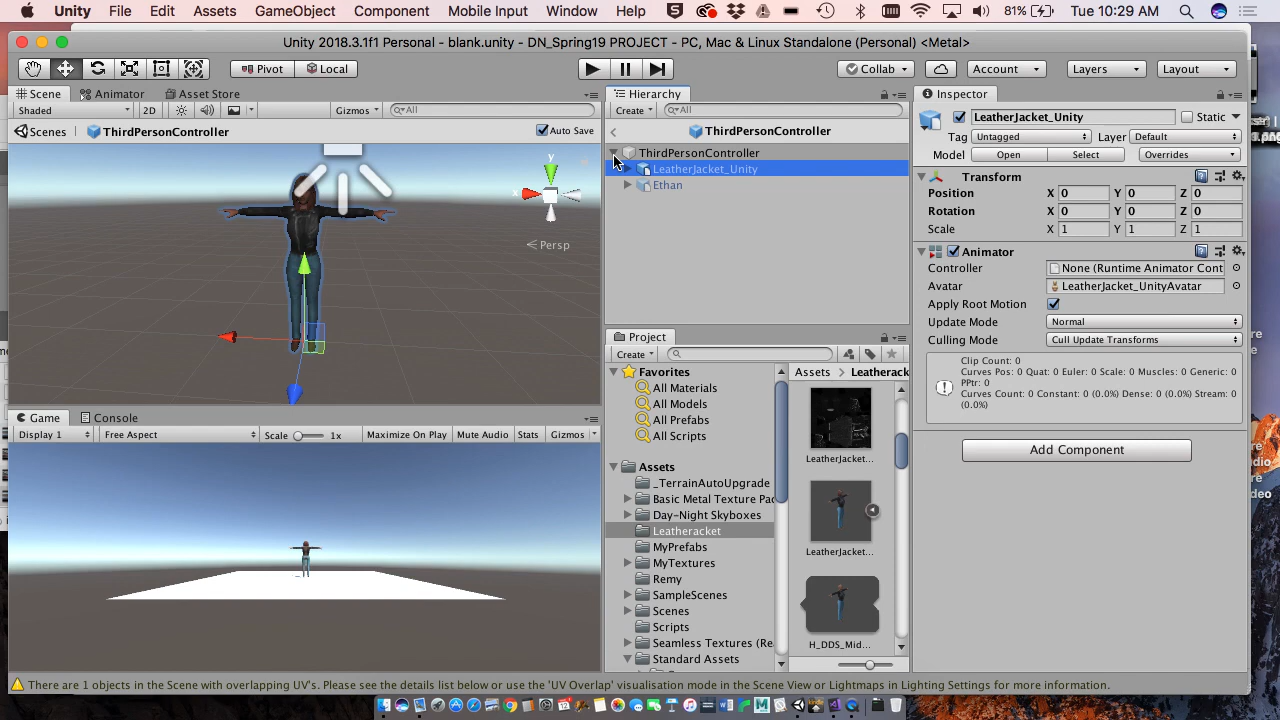 Unity File Edit Assets GameObject Component Mobile Input Window Help 81% Tue 10:29 AM
Unity 2018.3.1f1 Personal - blank.unity - DN_Spring19 PROJECT - PC, Mac & Linux Standalone (Personal) <Metal>
Pivot Local Collab Account Layers Layout
Scene Animator Asset Store
Shaded 2D Gizmos All
Scenes ThirdPersonController Auto Save
y
x
Persp
Game Console
Display 1 Free Aspect Scale 1x Maximize On Play Mute Audio Stats Gizmos
Hierarchy
Create All
ThirdPersonController
ThirdPersonController
LeatherJacket_Unity
Ethan
Project
Create
Favorites
All Materials
All Models
All Prefabs
All Scripts
Assets
_TerrainAutoUpgrade
Basic Metal Texture Pac
Day-Night Skyboxes
Leatheracket
MyPrefabs
MyTextures
Remy
SampleScenes
Scenes
Scripts
Seamless Textures (Re
Standard Assets
Assets Leatherack
LeatherJacket...
LeatherJacket...
H_DDS_Mid...
Inspector
LeatherJacket_Unity Static
Tag Untagged Layer Default
Model Open Select Overrides
Transform
Position X 0 Y 0 Z 0
Rotation X 0 Y 0 Z 0
Scale X 1 Y 1 Z 1
Animator
Controller None (Runtime Animator Cont
Avatar LeatherJacket_UnityAvatar
Apply Root Motion
Update Mode Normal
Culling Mode Cull Update Transforms
Clip Count: 0
Curves Pos: 0 Quat: 0 Euler: 0 Scale: 0 Muscles: 0 Generic: 0
PPtr: 0
Curves Count: 0 Constant: 0 (0.0%) Dense: 0 (0.0%) Stream: 0
(0.0%)
Add Component
There are 1 objects in the Scene with overlapping UV's. Please see the details list below or use the 'UV Overlap' visualisation mode in the Scene View or Lightmaps in Lighting Settings for more information.